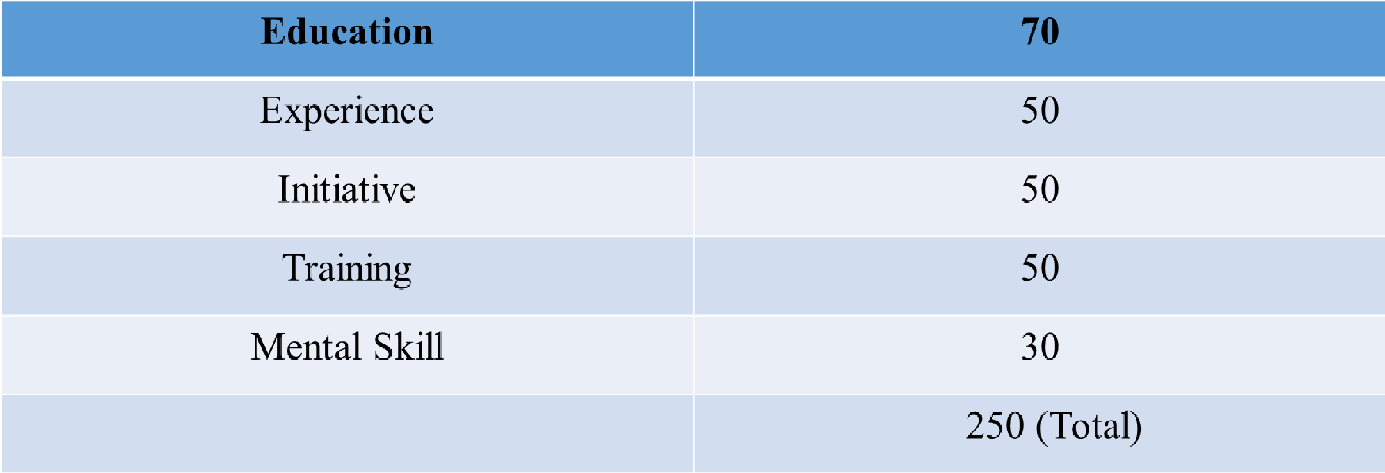 Education 70
Experience 50
Initiative 50
Training 50
Mental Skill 30
250 (Total)